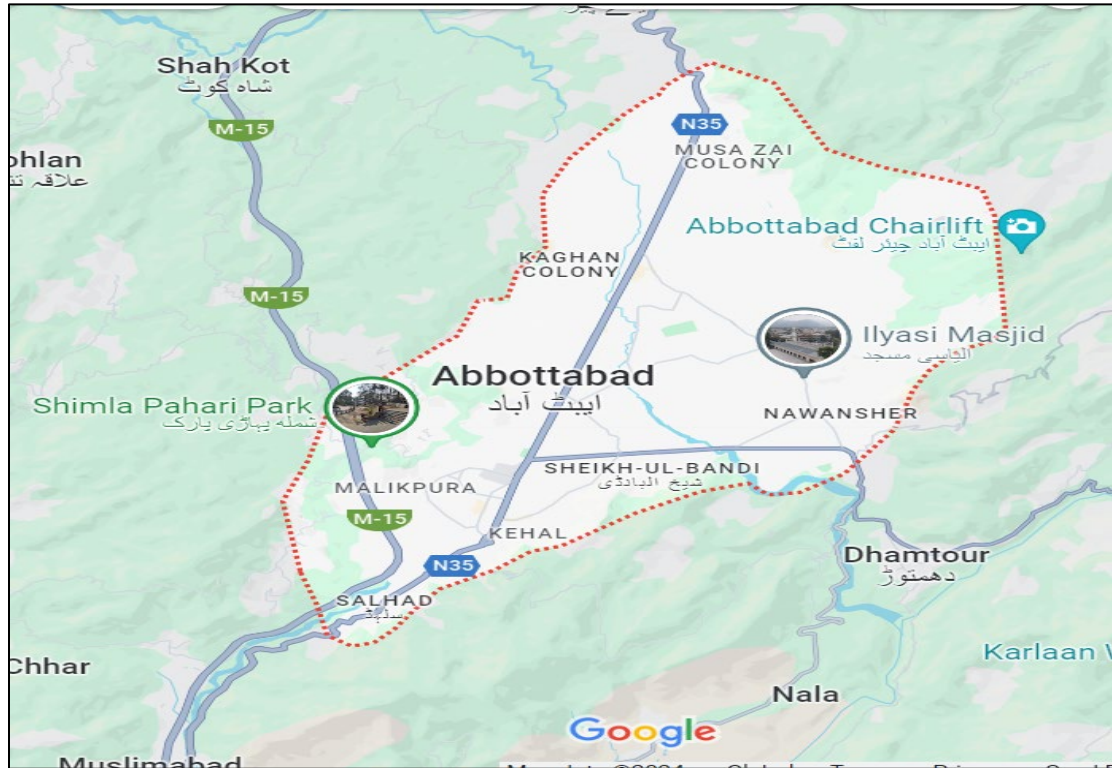 Shah Kot
شاہ کوٹ
M-15
N35
MUSA ZAI
COLONY
ohlan
علاقہ
Abbottabad Chairlift
ایبٹ آباد چیئر لفٹ
KAGHAN
COLONY
M-15
Ilyasi Masjid
الیاسی مسجد
Abbottabad
ایبٹ آباد
Shimla Pahari Park
شملہ پہاڑی پارک
NAWANSHER
SHEIKH-UL-BANDI
شیخ البانڈی
MALIKPURA
M-15
KEHAL
N35
Dhamtour
دھمتوڑ
SALHAD
سلہڈ
Chhar
Karlaan
Nala
Google
Muslimabad